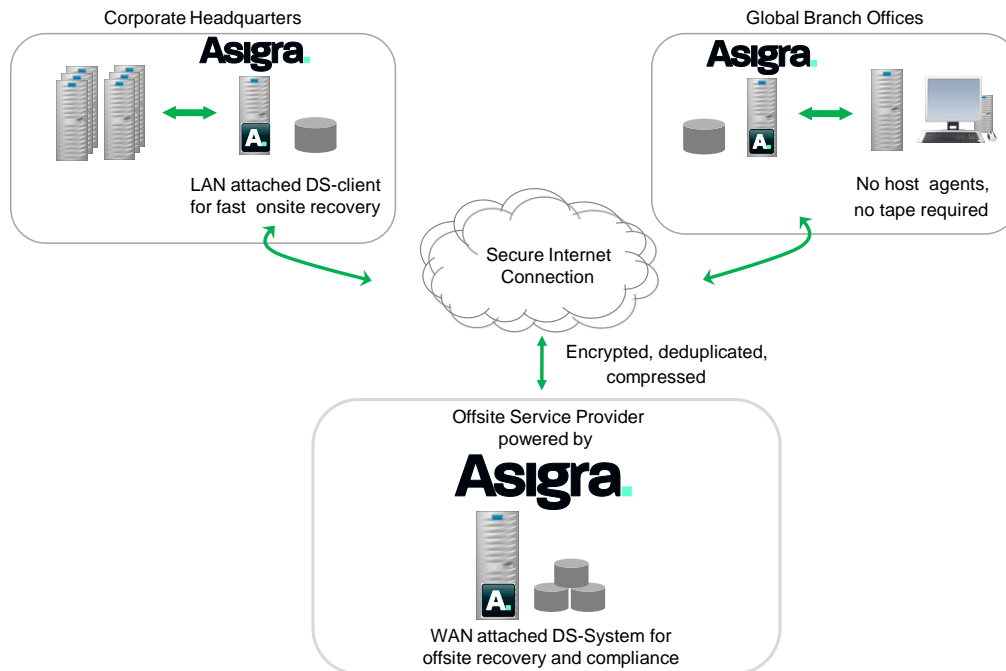 Corporate Headquarters
Asigra.
A.
LAN attached DS-client
for fast onsite recovery
Global Branch Offices
Asigra.
A.
No host agents,
no tape required
Secure Internet
Connection
Encrypted, deduplicated,
compressed
Offsite Service Provider
powered by
Asigra.
A.
WAN attached DS-System for
offsite recovery and compliance